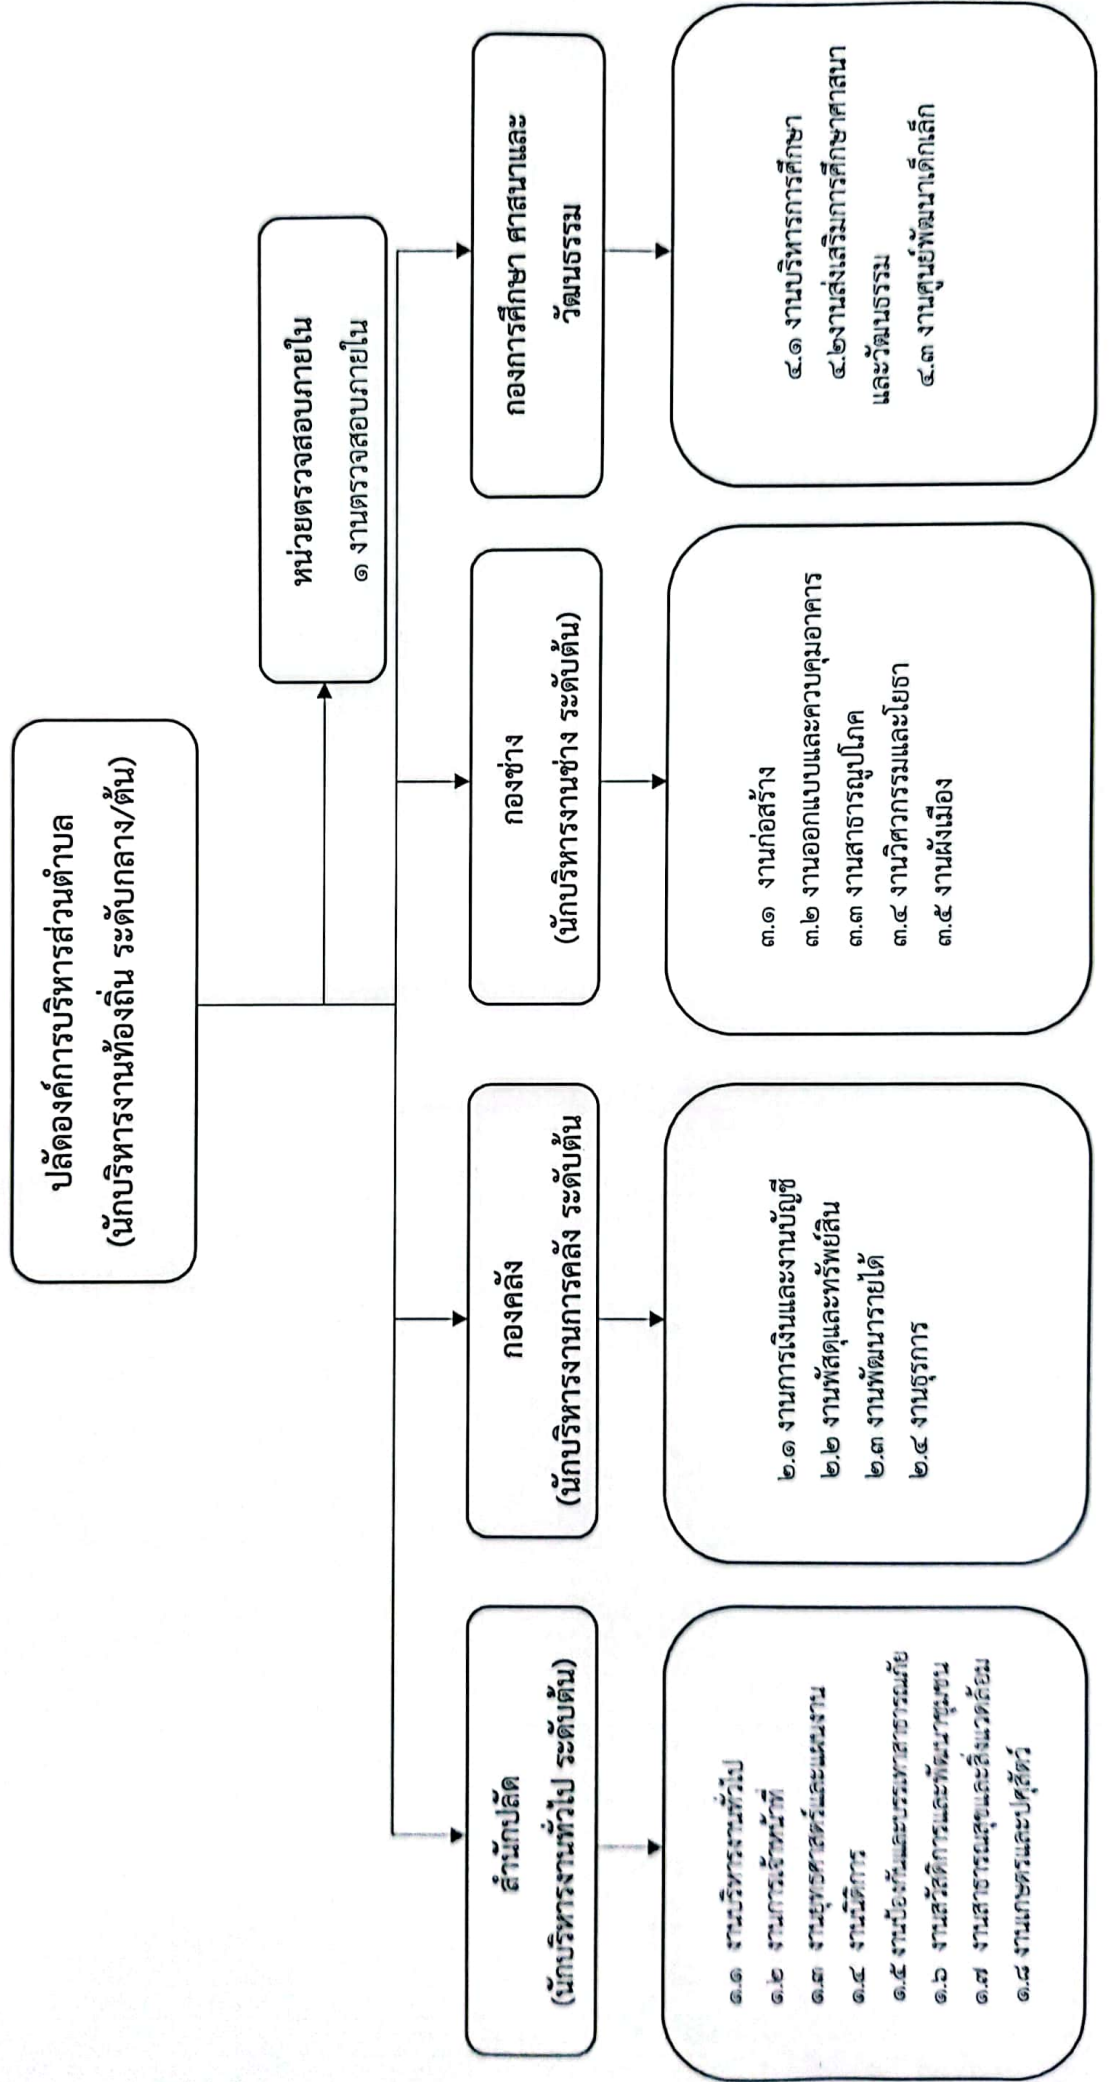 ปลัดองค์การบริหารส่วนตำบล
(นักบริหารงานท้องถิ่น ระดับกลาง/ต้น)
หน่วยตรวจสอบภายใน
๑ งานตรวจสอบภายใน
สำนักปลัด
(นักบริหารงานทั่วไป ระดับต้น)
กองคลัง
(นักบริหารงานการคลัง ระดับต้น)
กองช่าง
(นักบริหารงานช่าง ระดับต้น)
กองการศึกษา ศาสนาและ
วัฒนธรรม
๑.๑ งานบริหารงานทั่วไป
๑.๒ งานการเจ้าหน้าที่
๑.๓ งานยุทธศาสตร์และแผนงาน
๑.๔ งานนิติการ
๑.๕ งานป้องกันและบรรเทาสาธารณภัย
๑.๖ งานสวัสดิการและพัฒนาชุมชน
๑.๗ งานสาธารณสุขและสิ่งแวดล้อม
๑.๘ งานเกษตรและปศุสัตว์
๒.๑ งานการเงินและงานบัญชี
๒.๒ งานพัสดุและทรัพย์สิน
๒.๓ งานพัฒนารายได้
๒.๔ งานธุรการ
๓.๑ งานก่อสร้าง
๓.๒ งานออกแบบและควบคุมอาคาร
๓.๓ งานสาธารณูปโภค
๓.๔ งานวิศวกรรมและโยธา
๓.๕ งานผังเมือง
๔.๑ งานบริหารการศึกษา
๔.๒งานส่งเสริมการศึกษาศาสนา
และวัฒนธรรม
๔.๓ งานศูนย์พัฒนาเด็กเล็ก